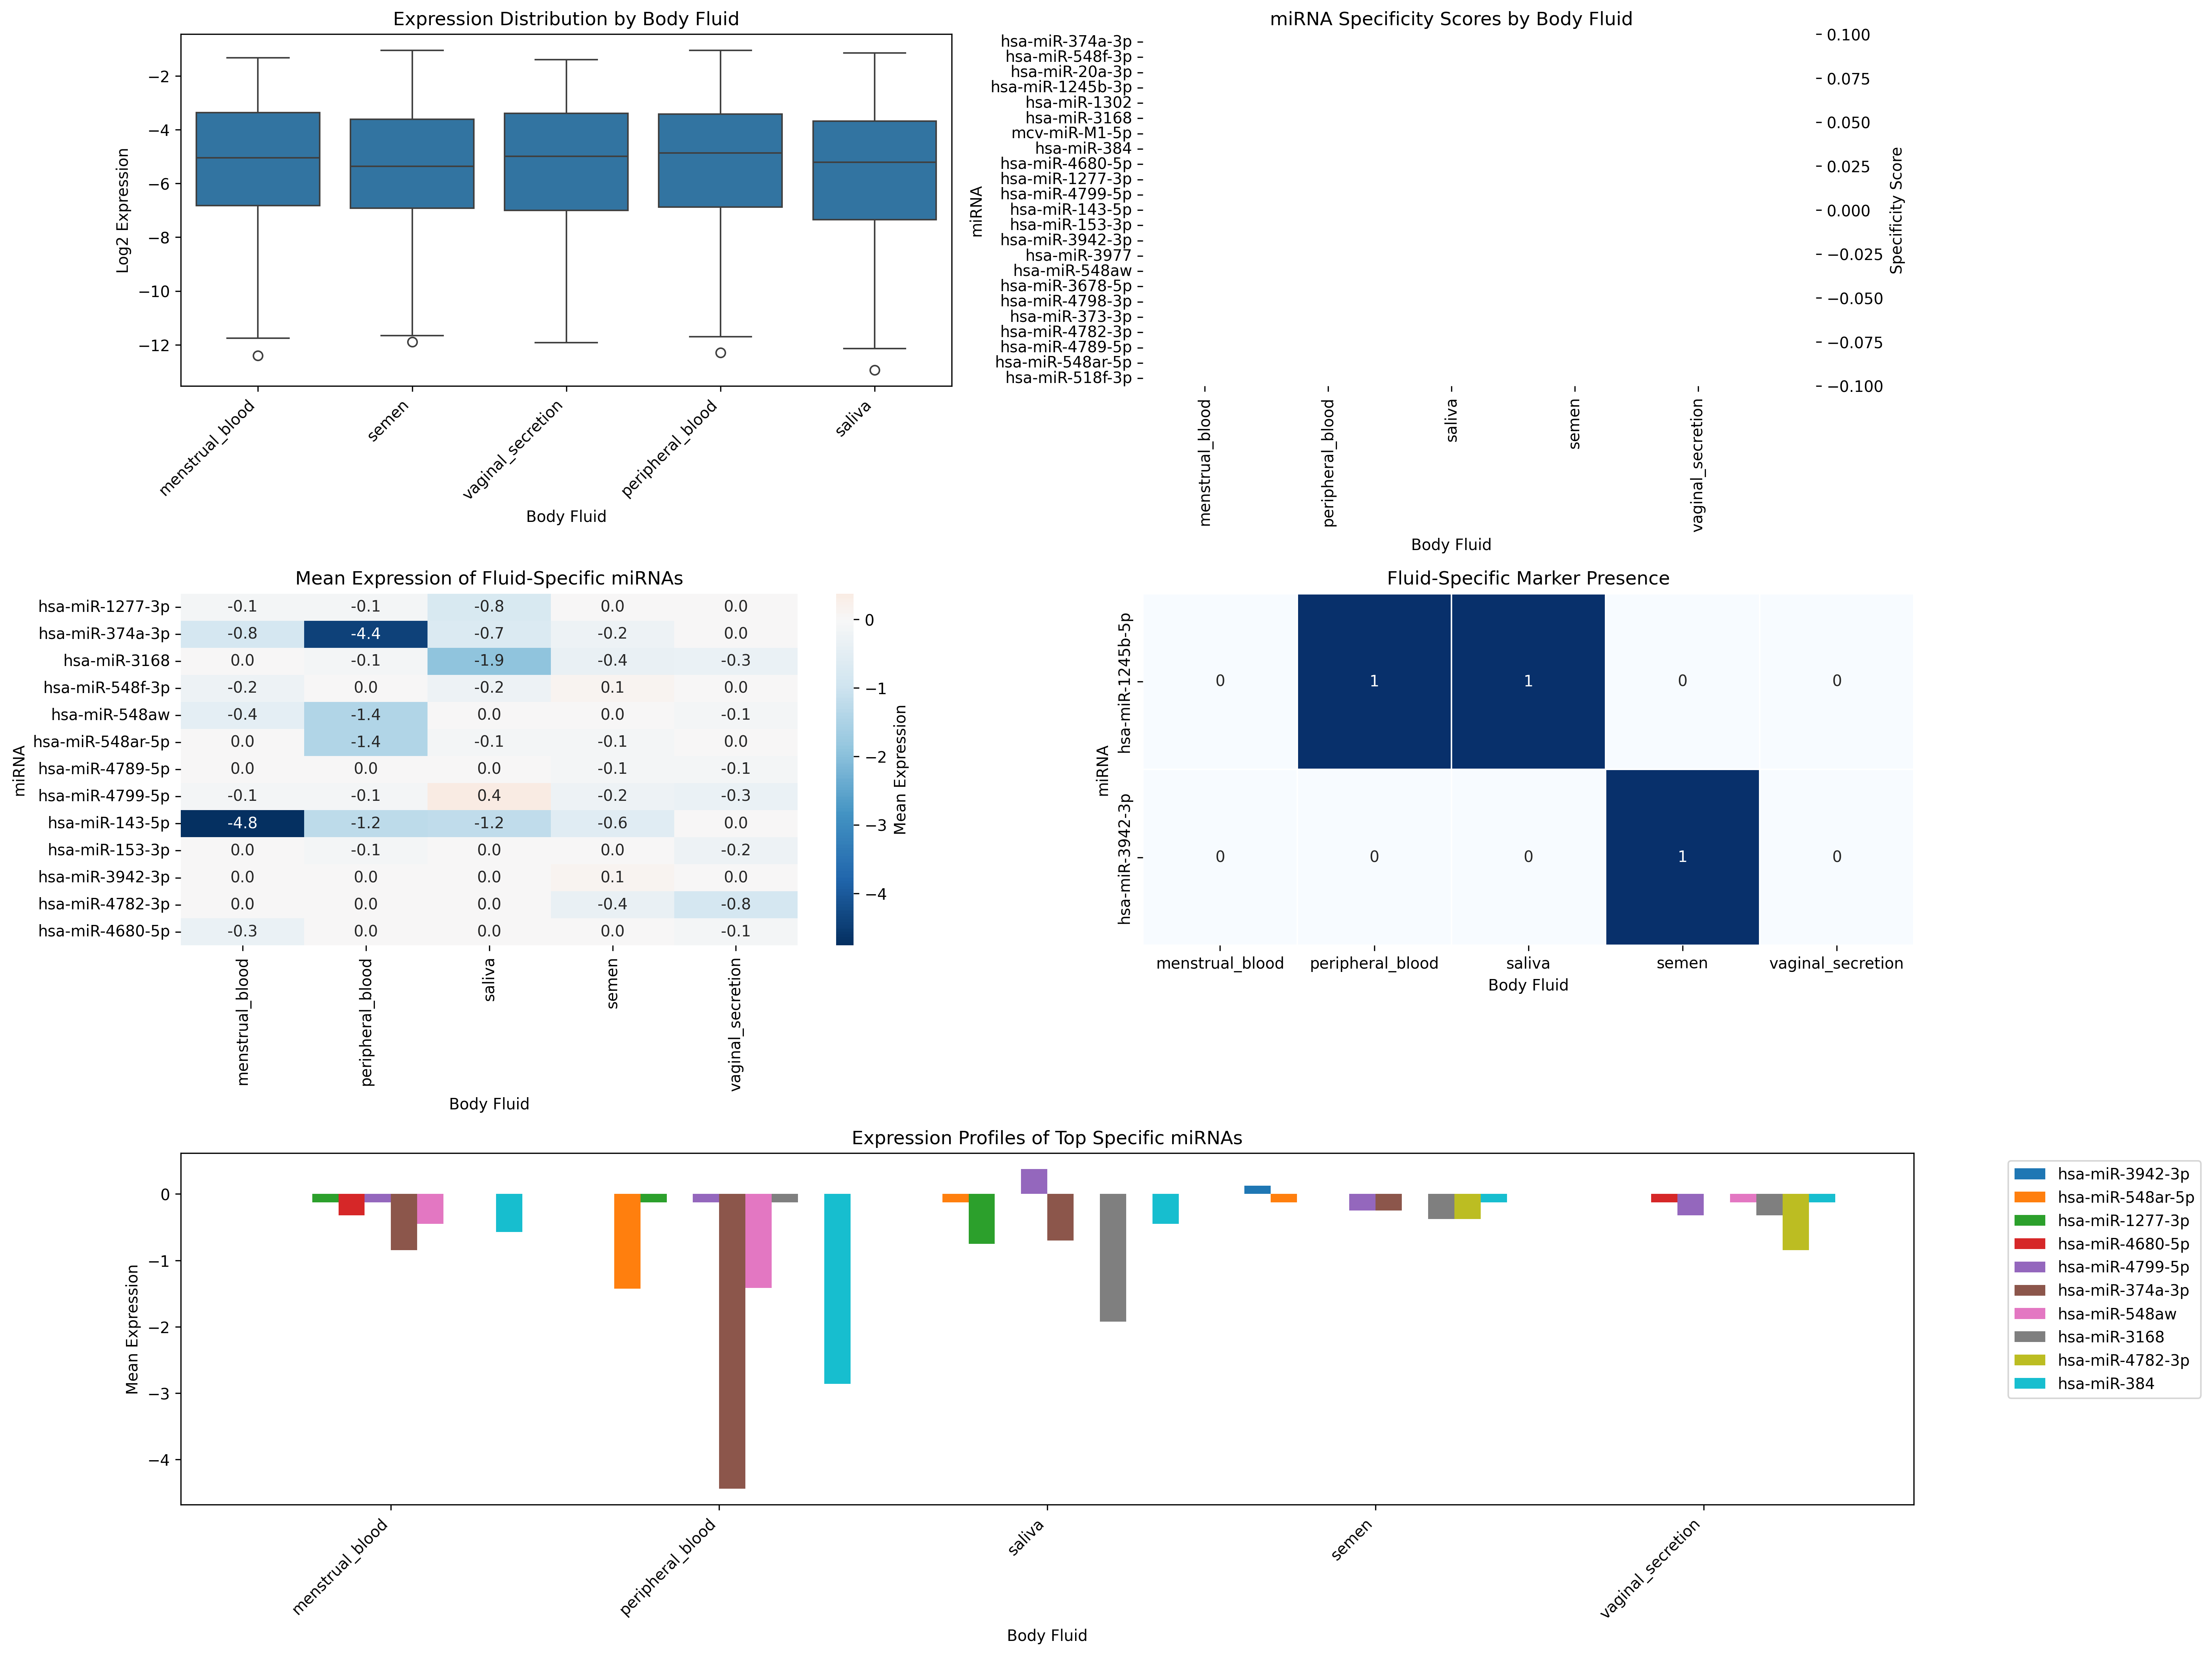 Expression Distribution by Body Fluid
Log2 Expression
−2
−4
−6
−8
−10
−12
menstrual_blood
semen
vaginal_secretion
peripheral_blood
saliva
Body Fluid
miRNA Specificity Scores by Body Fluid
miRNA
hsa-miR-374a-3p
hsa-miR-548f-3p
hsa-miR-20a-3p
hsa-miR-1245b-3p
hsa-miR-1302
hsa-miR-3168
mcv-miR-M1-5p
hsa-miR-384
hsa-miR-4680-5p
hsa-miR-1277-3p
hsa-miR-4799-5p
hsa-miR-143-5p
hsa-miR-153-3p
hsa-miR-3942-3p
hsa-miR-3977
hsa-miR-548aw
hsa-miR-3678-5p
hsa-miR-4798-3p
hsa-miR-373-3p
hsa-miR-4782-3p
hsa-miR-4789-5p
hsa-miR-548ar-5p
hsa-miR-518f-3p
menstrual_blood
peripheral_blood
saliva
semen
vaginal_secretion
Body Fluid
0.100
0.075
0.050
0.025
0.000
−0.025
−0.050
−0.075
−0.100
Specificity Score
Mean Expression of Fluid-Specific miRNAs
miRNA
hsa-miR-1277-3p -0.1 -0.1 -0.8 0.0 0.0
hsa-miR-374a-3p -0.8 -4.4 -0.7 -0.2 0.0
hsa-miR-3168 0.0 -0.1 -1.9 -0.4 -0.3
hsa-miR-548f-3p -0.2 0.0 -0.2 0.1 0.0
hsa-miR-548aw -0.4 -1.4 0.0 0.0 -0.1
hsa-miR-548ar-5p 0.0 -1.4 -0.1 -0.1 0.0
hsa-miR-4789-5p 0.0 0.0 0.0 -0.1 -0.1
hsa-miR-4799-5p -0.1 -0.1 0.4 -0.2 -0.3
hsa-miR-143-5p -4.8 -1.2 -1.2 -0.6 0.0
hsa-miR-153-3p 0.0 -0.1 0.0 0.0 -0.2
hsa-miR-3942-3p 0.0 0.0 0.0 0.1 0.0
hsa-miR-4782-3p 0.0 0.0 0.0 -0.4 -0.8
hsa-miR-4680-5p -0.3 0.0 0.0 0.0 -0.1
menstrual_blood
peripheral_blood
saliva
semen
vaginal_secretion
Body Fluid
0
−1
−2
−3
−4
Mean Expression
Fluid-Specific Marker Presence
miRNA
hsa-miR-1245b-5p
0 1 1 0 0
hsa-miR-3942-3p
0 0 0 1 0
menstrual_blood peripheral_blood saliva semen vaginal_secretion
Body Fluid
Expression Profiles of Top Specific miRNAs
Mean Expression
0
−1
−2
−3
−4
menstrual_blood
peripheral_blood
saliva
semen
vaginal_secretion
Body Fluid
hsa-miR-3942-3p
hsa-miR-548ar-5p
hsa-miR-1277-3p
hsa-miR-4680-5p
hsa-miR-4799-5p
hsa-miR-374a-3p
hsa-miR-548aw
hsa-miR-3168
hsa-miR-4782-3p
hsa-miR-384